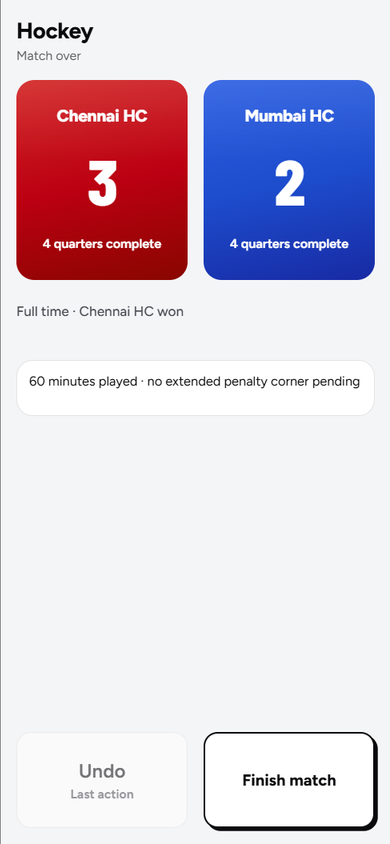 Hockey
Match over
Chennai HC
3
4 quarters complete
Mumbai HC
2
4 quarters complete
Full time · Chennai HC won
60 minutes played · no extended penalty corner pending
Undo
Last action
Finish match